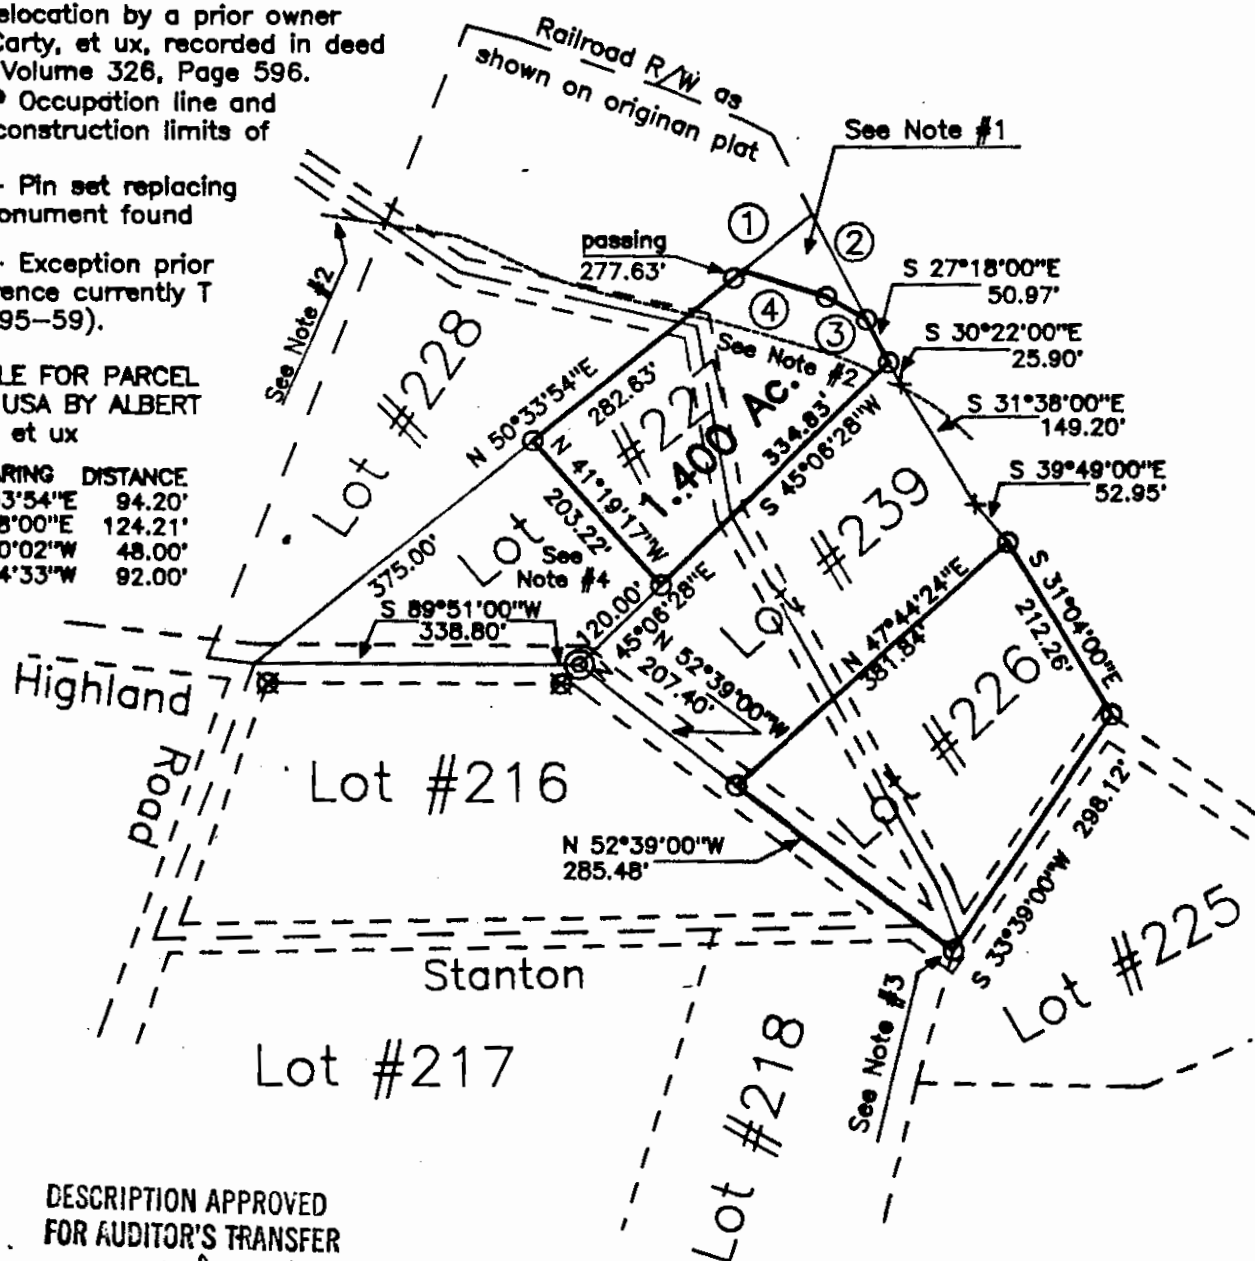 elocation by a prior owner
Carty, et ux, recorded in deed
Volume 326, Page 596.
Occupation line and
construction limits of
- Pin set replacing
onument found
- Exception prior
rence currently T
95-59).
LE FOR PARCEL
USA BY ALBERT
et ux
ARING DISTANCE
3'54"E 94.20'
8'00"E 124.21'
0'02"W 48.00'
4'33"W 92.00'
Railroad R/W as
shown on originan plat
See Note #1
1
2
passing
277.63'
4
3
S 27°18'00"E
50.97'
S 30°22'00"E
25.90'
S 31°38'00"E
149.20'
S 39°49'00"E
52.95'
See Note #2
Lot #228
N 50°33'54"E
282.63'
See Note #2
Lot #227
1.400 Ac.
334.83'
S 45°06'28"W
N 41°19'17"W
203.22'
375.00'
See
Note #4
S 89°51'00"W
338.80'
120.00'
N 45°06'28"E
Lot #239
N 52°39'00"W
207.40'
N 47°44'24"E
381.84'
S 31°04'00"E
212.26'
Lot #226
Highland
Road
Lot #216
N 52°39'00"W
285.48'
S 33°39'00"W 298.12'
Stanton
Lot #225
See Note #3
Lot #217
Lot #218
DESCRIPTION APPROVED
FOR AUDITOR'S TRANSFER